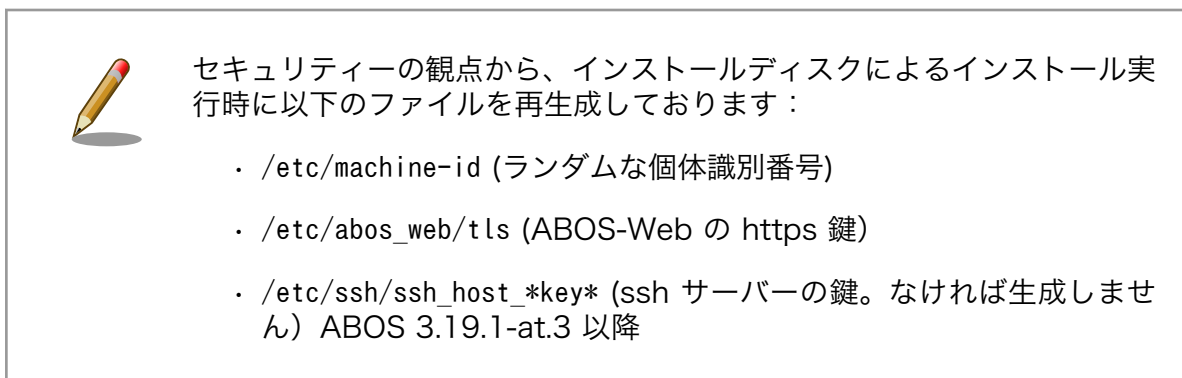 セキュリティーの観点から、インストールディスクによるインストール実
行時に以下のファイルを再生成しております：
・ /etc/machine-id (ランダムな個体識別番号)
・ /etc/abos_web/tls (ABOS-Web の https 鍵）
・ /etc/ssh/ssh_host_*key* (ssh サーバーの鍵。なければ生成しませ
ん）ABOS 3.19.1-at.3 以降